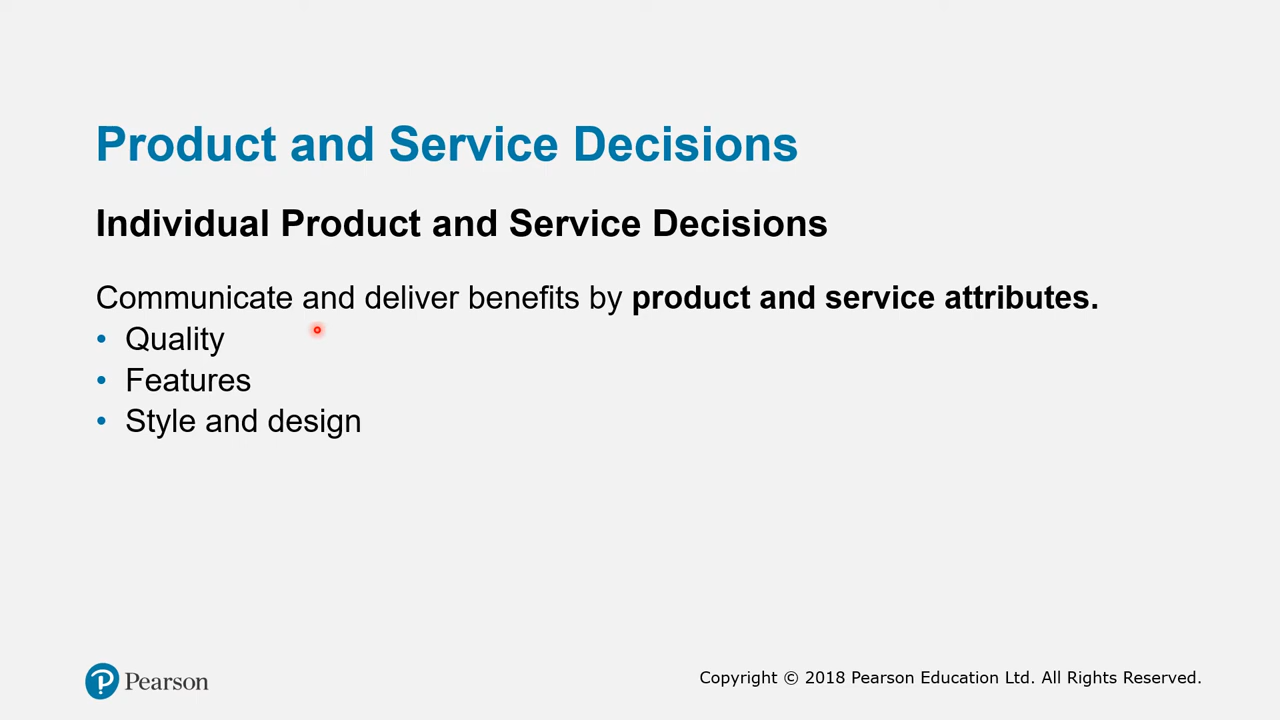 Product and Service Decisions
Individual Product and Service Decisions
Communicate and deliver benefits by product and service attributes.
• Quality
• Features
• Style and design
Pearson
Copyright © 2018 Pearson Education Ltd. All Rights Reserved.